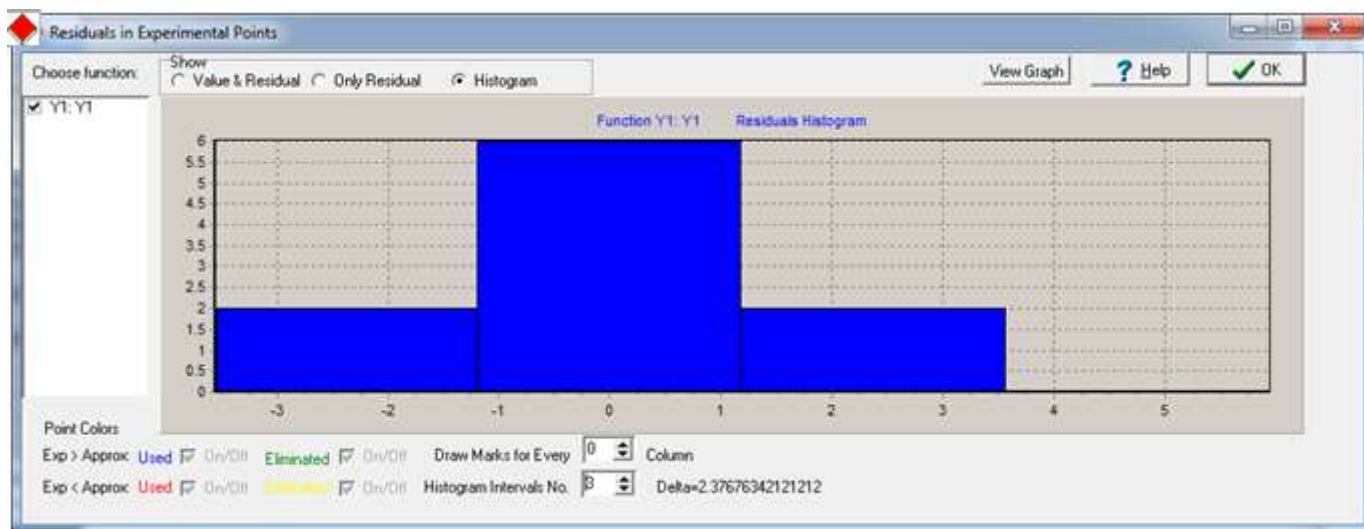 Residuals in Experimental Points
Choose function:
Show
Value & Residual Only Residual Histogram
View Graph
? Help
OK
Y1: Y1
Function Y1: Y1 Residuals Histogram
6
5.5
5
4.5
4
3.5
3
2.5
2
1.5
1
0.5
0
-3 -2 -1 0 1 2 3 4 5
Point Colors
Exp > Approx: Used On/Off Eliminated On/Off Draw Marks for Every 0 Column
Exp < Approx: Used On/Off Eliminated On/Off Histogram Intervals No. 3 Delta=2.37676342121212